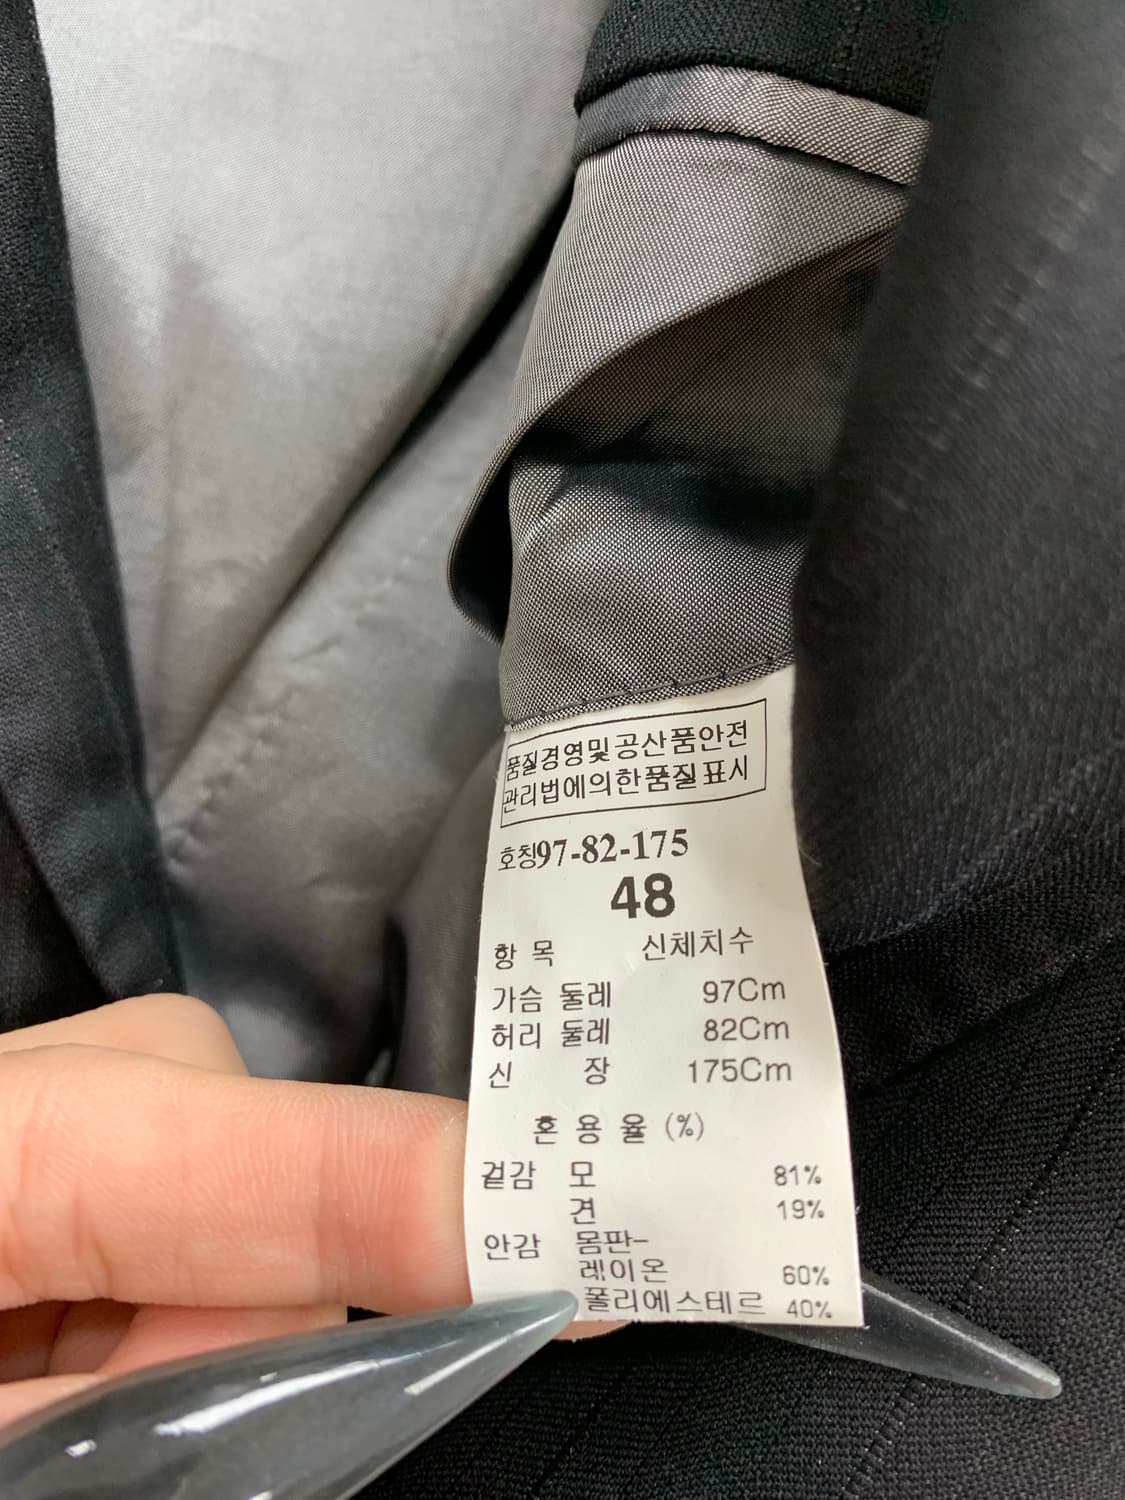 품질경영및공산품안전
관리법에의한품질표시
호칭97-82-175
48
항 목 신체치수
가슴 둘레 97Cm
허리 둘레 82Cm
신 장 175Cm
혼 용 율 (%)
겉감 모 81%
견 19%
안감 몸판-
레이온 60%
폴리에스테르 40%